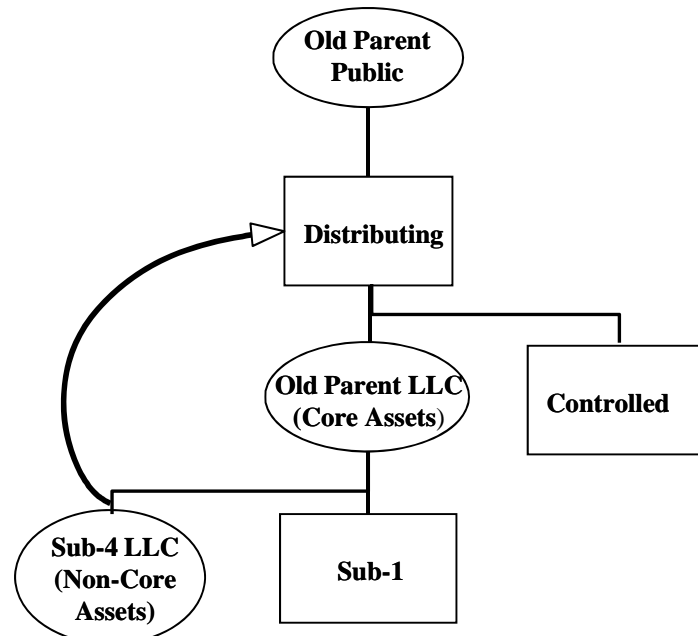 Old Parent
Public
Distributing
Old Parent LLC
(Core Assets)
Controlled
Sub-4 LLC
(Non-Core
Assets)
Sub-1